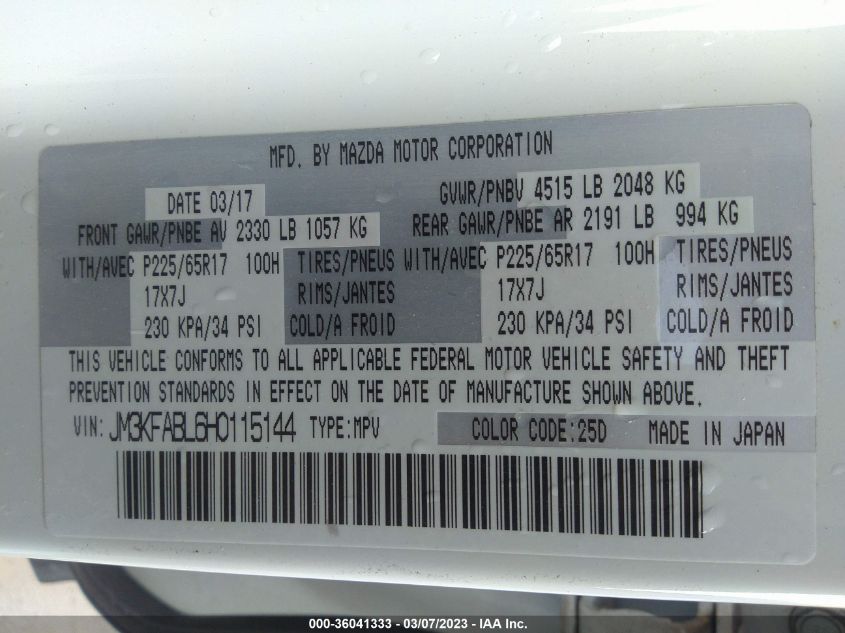 MFD. BY MAZDA MOTOR CORPORATION
DATE 03/17 GVWR/PNBV 4515 LB 2048 KG
FRONT GAWR/PNBE AV 2330 LB 1057 KG REAR GAWR/PNBE AR 2191 LB 994 KG
WITH/AVEC P225/65R17 100H TIRES/PNEUS WITH/AVEC P225/65R17 100H TIRES/PNEUS
17X7J RIMS/JANTES 17X7J RIMS/JANTES
230 KPA/34 PSI COLD/A FROID 230 KPA/34 PSI COLD/A FROID
THIS VEHICLE CONFORMS TO ALL APPLICABLE FEDERAL MOTOR VEHICLE SAFETY AND THEFT
PREVENTION STANDARDS IN EFFECT ON THE DATE OF MANUFACTURE SHOWN ABOVE.
VIN: JM3KFABL6H0115144 TYPE:MPV COLOR CODE:25D MADE IN JAPAN
000-36041333 - 03/07/2023 - © IAA Inc.